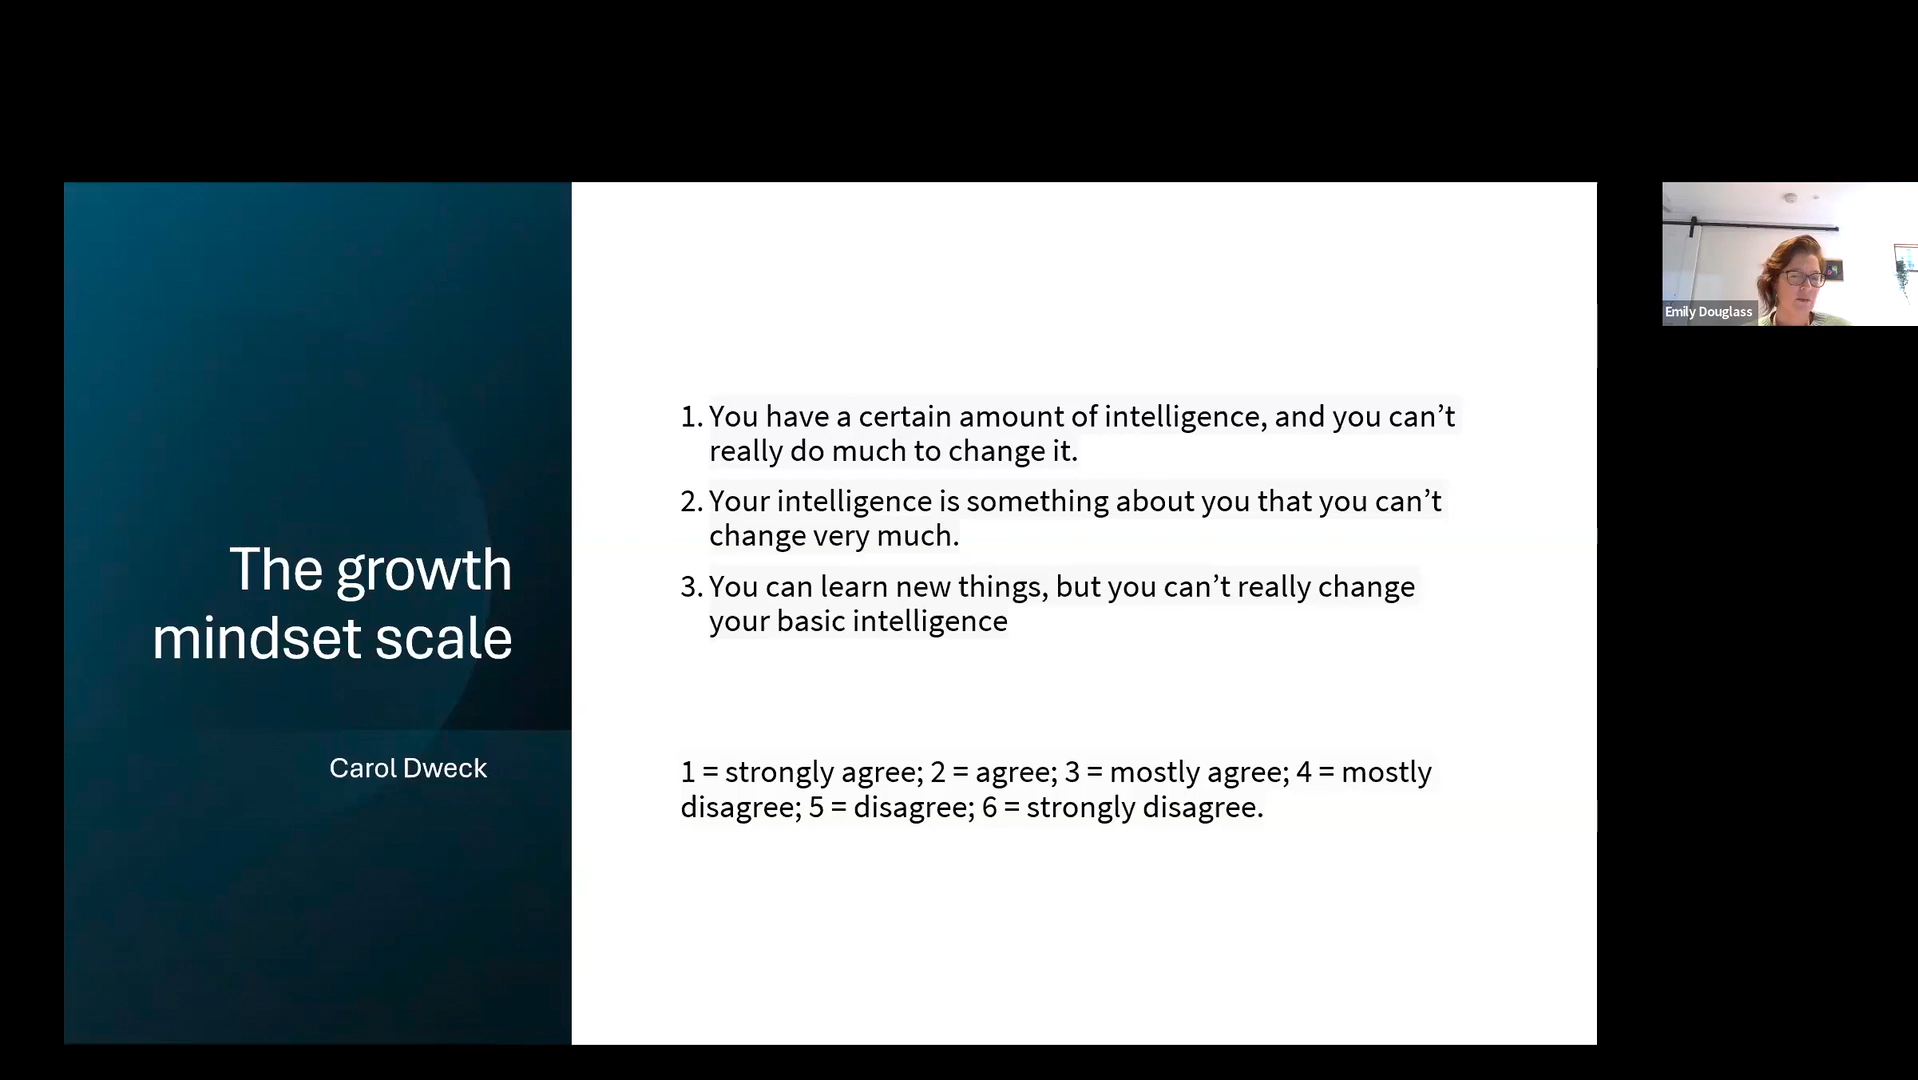 The growth
mindset scale
Carol Dweck
1. You have a certain amount of intelligence, and you can’t
really do much to change it.
2. Your intelligence is something about you that you can’t
change very much.
3. You can learn new things, but you can’t really change
your basic intelligence
1 = strongly agree; 2 = agree; 3 = mostly agree; 4 = mostly
disagree; 5 = disagree; 6 = strongly disagree.
Emily Douglass